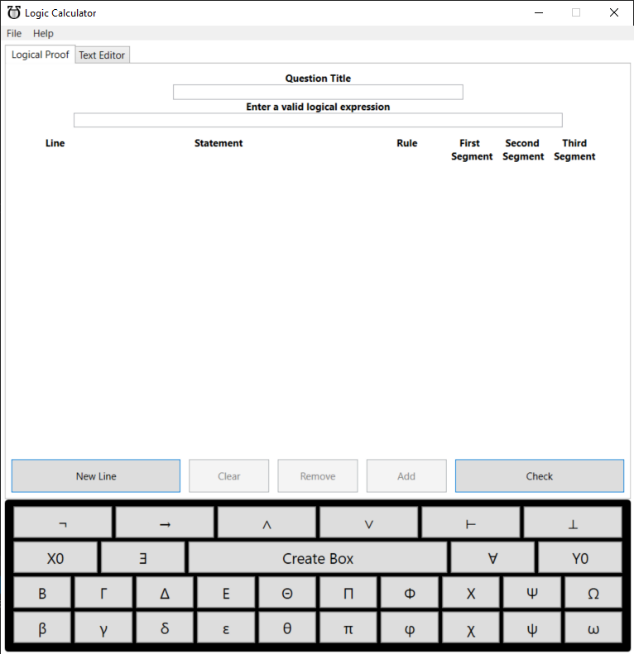 Logic Calculator
File Help
Logical Proof Text Editor
Question Title
Enter a valid logical expression
Line Statement Rule First Segment Second Segment Third Segment
New Line Clear Remove Add Check
¬ → ∧ ∨ ⊢ ⊥
X0 ∃ Create Box ∀ Y0
Β Γ Δ Ε Θ Π Φ Χ Ψ Ω
β γ δ ε θ π φ χ ψ ω